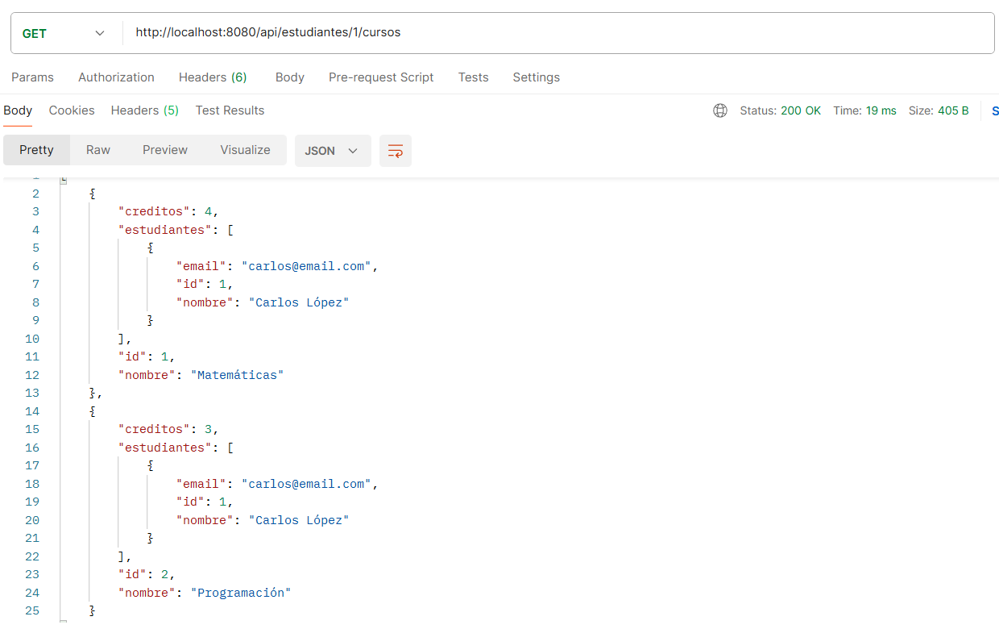 GET http://localhost:8080/api/estudiantes/1/cursos
Params Authorization Headers (6) Body Pre-request Script Tests Settings
Body Cookies Headers (5) Test Results Status: 200 OK Time: 19 ms Size: 405 B
Pretty Raw Preview Visualize JSON
2 {
3 "creditos": 4,
4 "estudiantes": [
5 {
6 "email": "carlos@email.com",
7 "id": 1,
8 "nombre": "Carlos López"
9 }
10 ],
11 "id": 1,
12 "nombre": "Matemáticas"
13 },
14 {
15 "creditos": 3,
16 "estudiantes": [
17 {
18 "email": "carlos@email.com",
19 "id": 1,
20 "nombre": "Carlos López"
21 }
22 ],
23 "id": 2,
24 "nombre": "Programación"
25 }